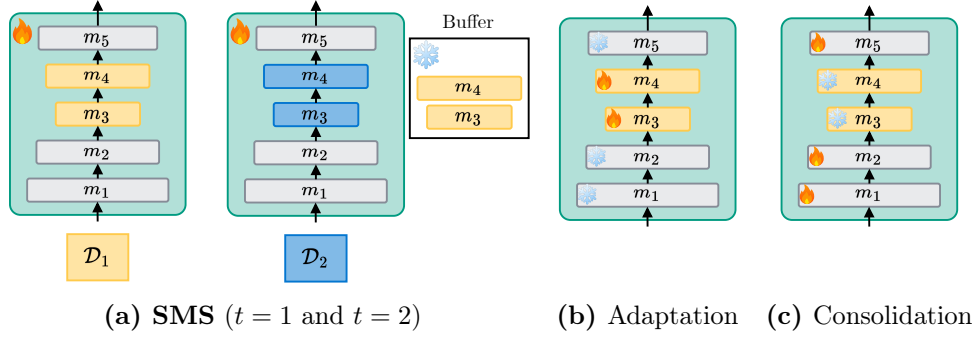 m₅
m₄
m₃
m₂
m₁
𝒟₁
m₅
m₄
m₃
m₂
m₁
𝒟₂
Buffer
m₄
m₃
(a) SMS (t = 1 and t = 2)
m₅
m₄
m₃
m₂
m₁
(b) Adaptation
m₅
m₄
m₃
m₂
m₁
(c) Consolidation